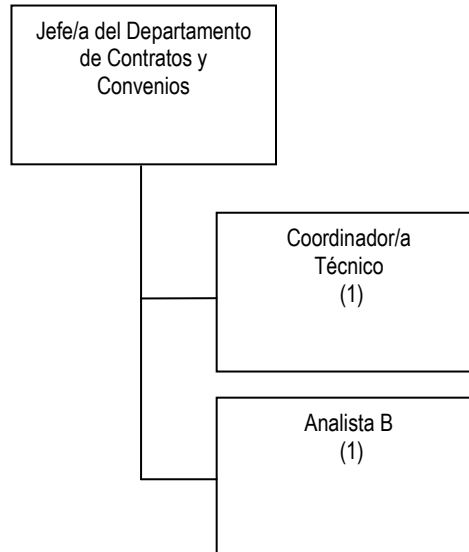 Jefe/a del Departamento
de Contratos y
Convenios
Coordinador/a
Técnico
(1)
Analista B
(1)